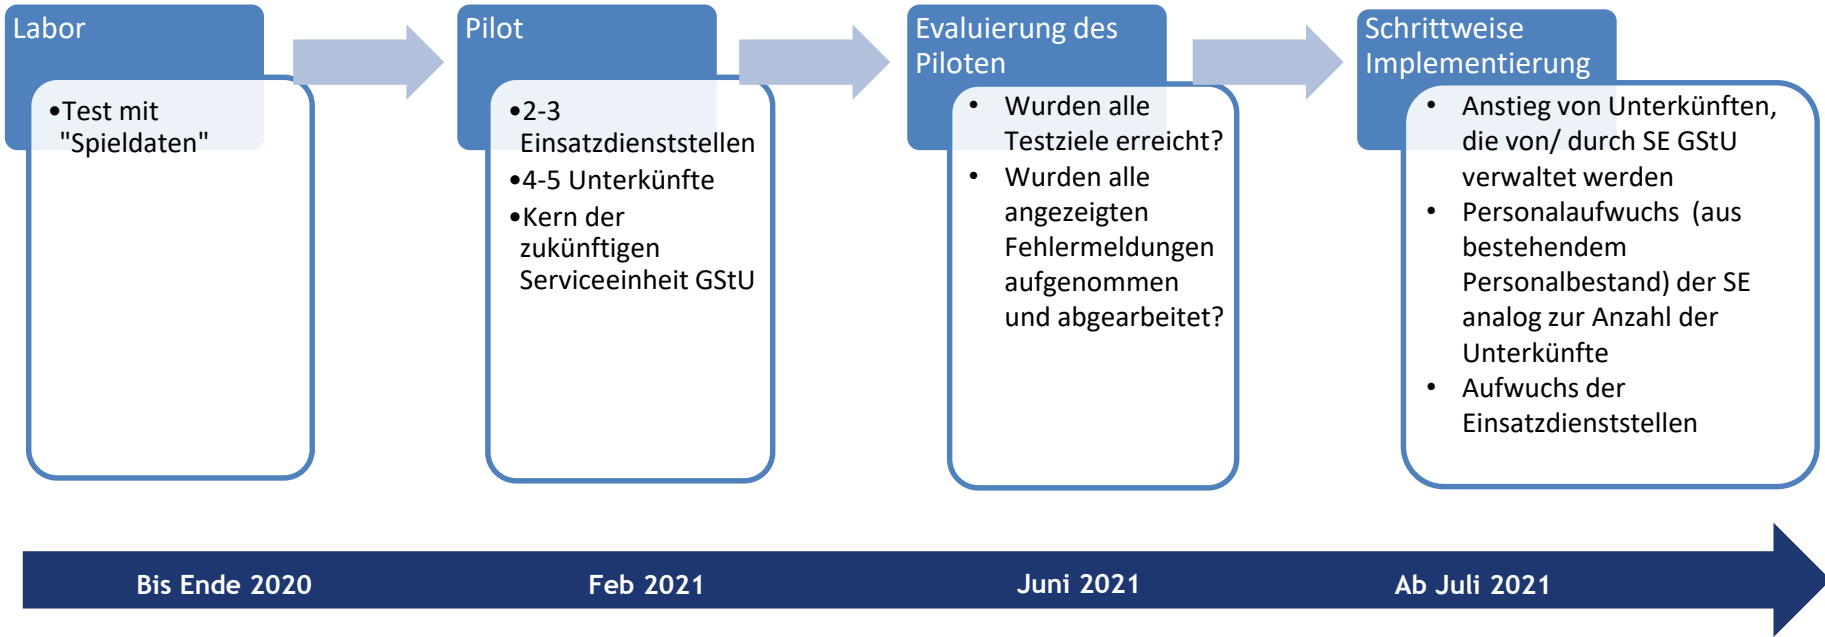 Labor
•Test mit
"Spieldaten"
Pilot
•2-3
Einsatzdienststellen
•4-5 Unterkünfte
•Kern der
zukünftigen
Serviceeinheit GStU
Evaluierung des
Piloten
• Wurden alle
Testziele erreicht?
• Wurden alle
angezeigten
Fehlermeldungen
aufgenommen
und abgearbeitet?
Schrittweise
Implementierung
• Anstieg von Unterkünften,
die von/ durch SE GStU
verwaltet werden
• Personalaufwuchs (aus
bestehendem
Personalbestand) der SE
analog zur Anzahl der
Unterkünfte
• Aufwuchs der
Einsatzdienststellen
Bis Ende 2020
Feb 2021
Juni 2021
Ab Juli 2021